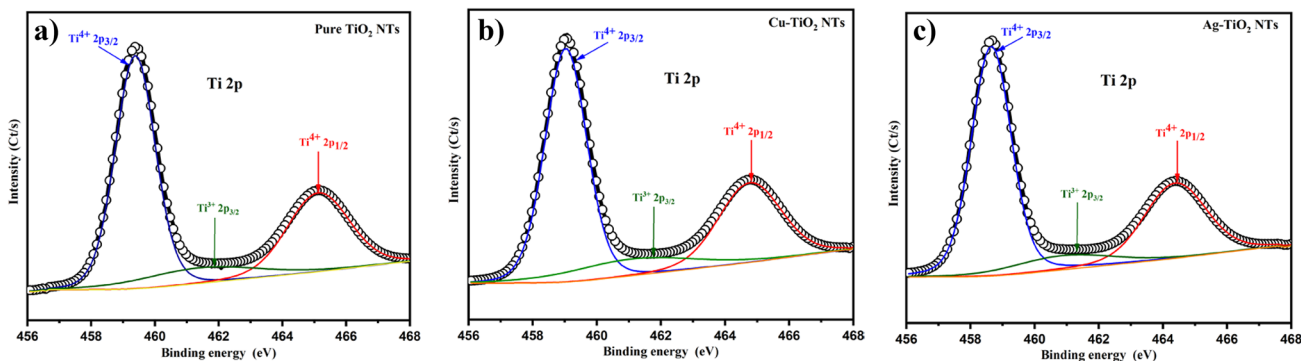 a)
Pure TiO₂ NTs
Ti⁴⁺ 2p₃/₂
Ti 2p
Ti⁴⁺ 2p₁/₂
Ti³⁺ 2p₃/₂
Intensity (Ct/s)
456 458 460 462 464 466 468
Binding energy (eV)
b)
Cu-TiO₂ NTs
Ti⁴⁺ 2p₃/₂
Ti 2p
Ti⁴⁺ 2p₁/₂
Ti³⁺ 2p₃/₂
Intensity (Ct/s)
456 458 460 462 464 466 468
Binding energy (eV)
c)
Ag-TiO₂ NTs
Ti⁴⁺ 2p₃/₂
Ti 2p
Ti⁴⁺ 2p₁/₂
Ti³⁺ 2p₃/₂
Intensity (Ct/s)
456 458 460 462 464 466 468
Binding energy (eV)